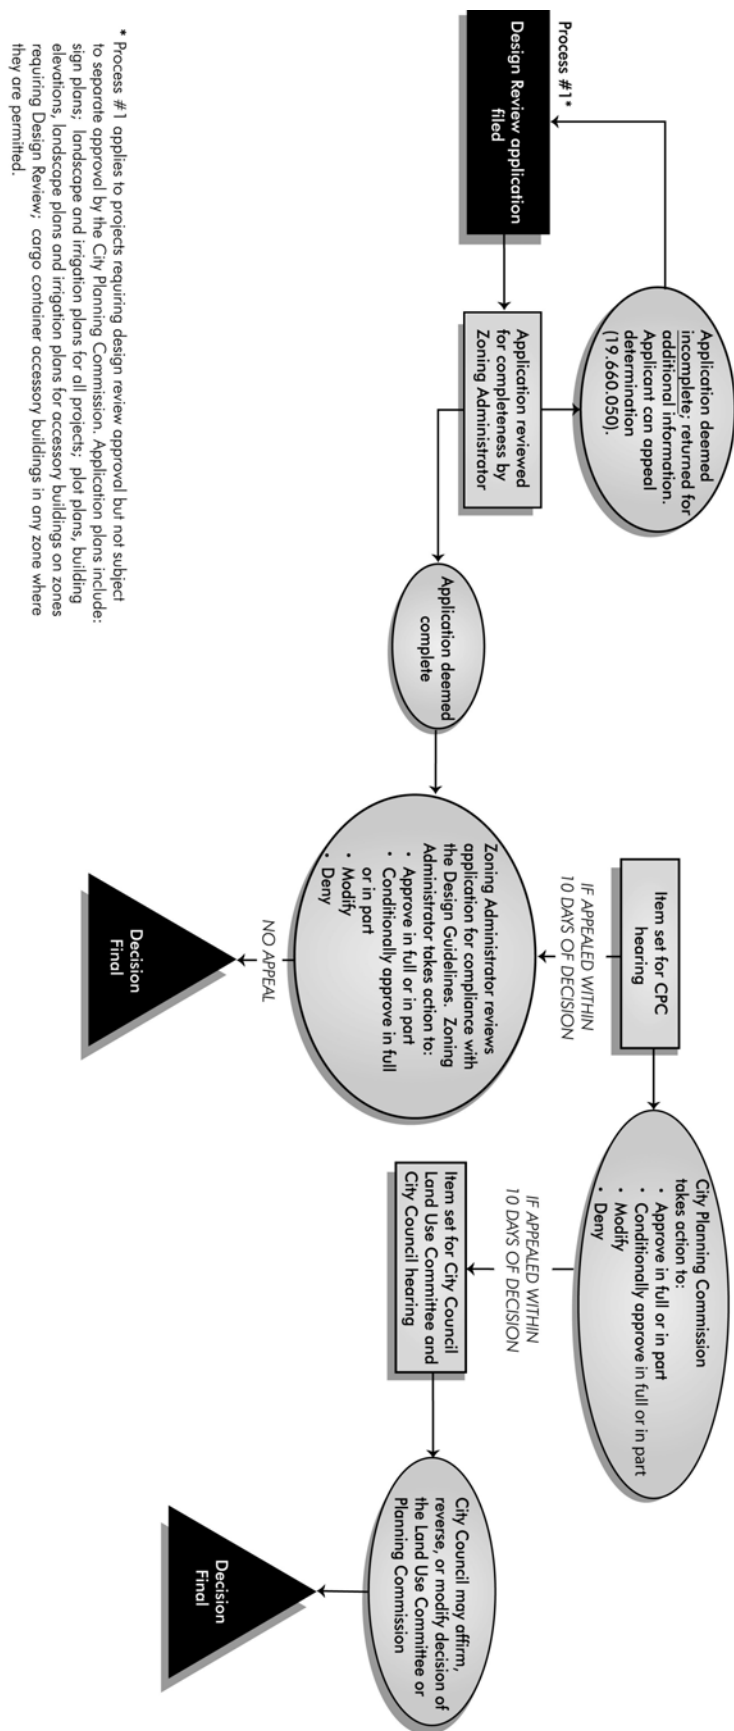 Process #1*
Design Review application
filed
Application deemed
incomplete; returned for
additional information.
Applicant can appeal
determination
(19.660.050).
Application reviewed
for completeness by
Zoning Administrator
Application deemed
complete
Zoning Administrator reviews
application for compliance with
the Design Guidelines. Zoning
Administrator takes action to:
• Approve in full or in part
• Conditionally approve in full
or in part
• Modify
• Deny
NO APPEAL
Decision
Final
IF APPEALED WITHIN
10 DAYS OF DECISION
Item set for CPC
hearing
City Planning Commission
takes action to:
• Approve in full or in part
• Conditionally approve in full or in part
• Modify
• Deny
IF APPEALED WITHIN
10 DAYS OF DECISION
Item set for City Council
Land Use Committee and
City Council hearing
City Council may affirm,
reverse, or modify decision of
the Land Use Committee or
Planning Commission
Decision
Final
* Process #1 applies to projects requiring design review approval but not subject
to separate approval by the City Planning Commission. Application plans include:
sign plans; landscape and irrigation plans for all projects; plot plans, building
elevations, landscape plans and irrigation plans for accessory buildings on zones
requiring Design Review; cargo container accessory buildings in any zone where
they are permitted.